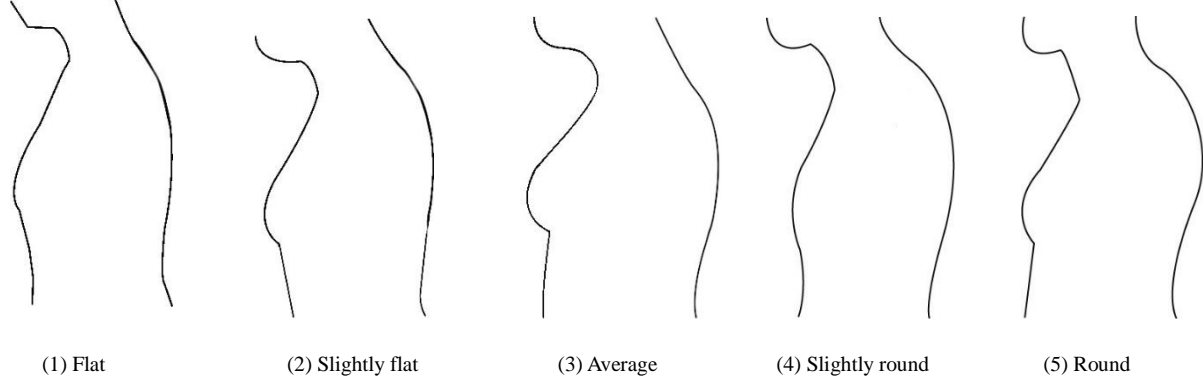 (1) Flat (2) Slightly flat (3) Average (4) Slightly round (5) Round